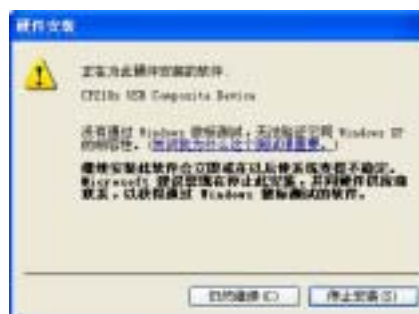 硬件安装
正在为此硬件安装的软件
CP210x USB Composite Device
没有通过 Windows 徽标测试，无法验证它同 Windows XP
的相容性。(告诉我为什么这个测试很重要。)
继续安装此软件会立即或在以后使系统变得不稳定。
Microsoft 建议您现在停止此安装，并同硬件供应商
联系，以获得通过 Windows 徽标测试的软件。
仍然继续(C)
停止安装(S)